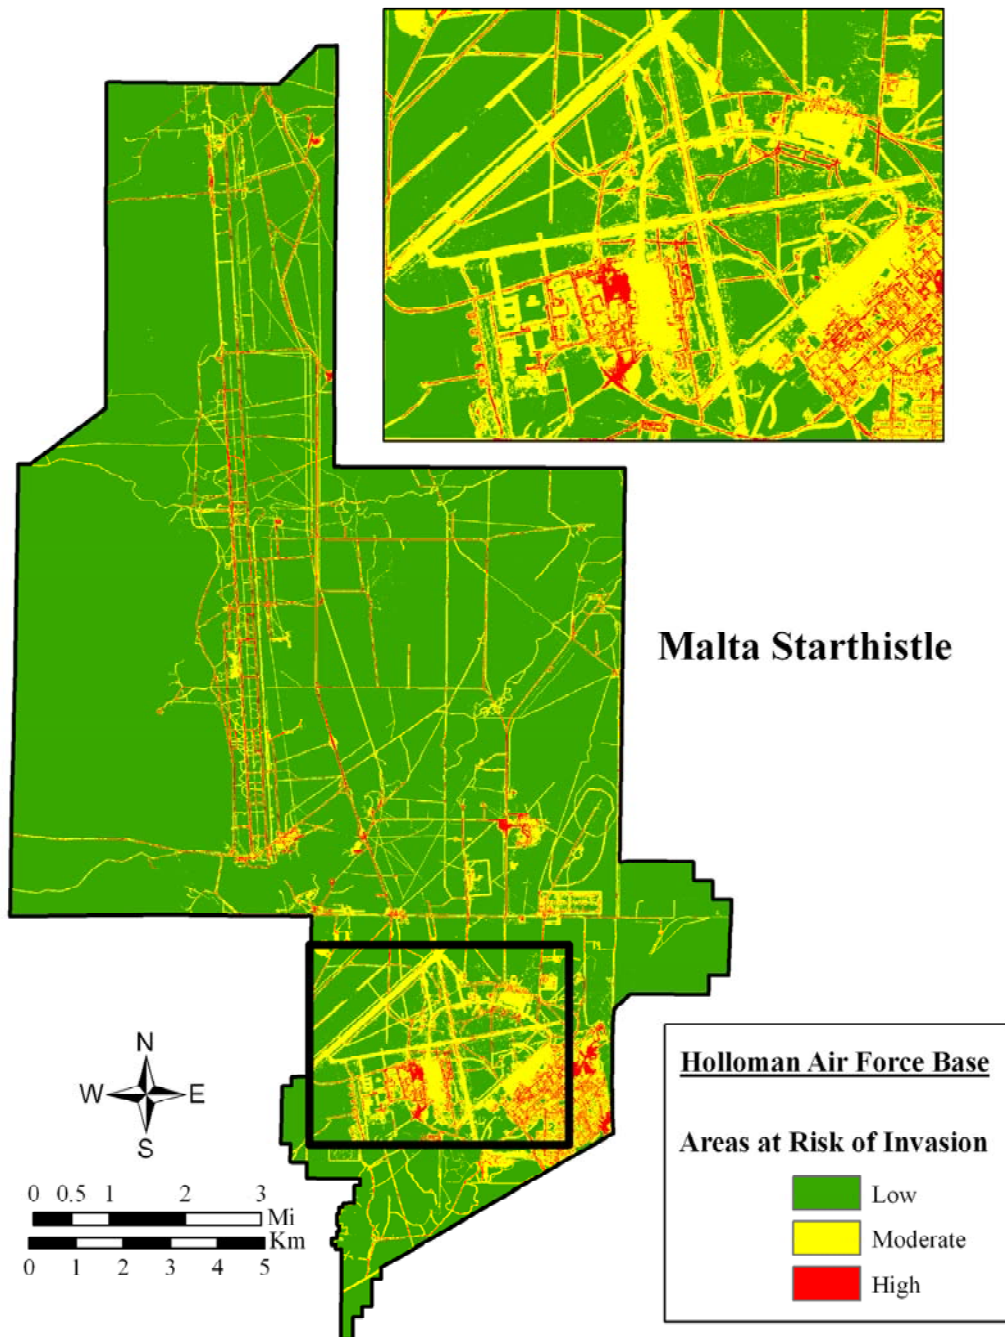 Malta Starthistle
N
W E
S
0 0.5 1 2 3
Mi
Km
0 1 2 3 4 5
Holloman Air Force Base
Areas at Risk of Invasion
Low
Moderate
High